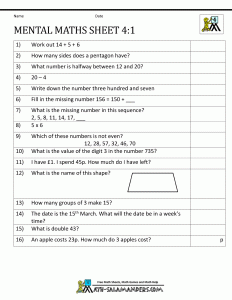 Name Date
MENTAL MATHS SHEET 4:1
1) Work out 14 + 5 + 6
2) How many sides does a pentagon have?
3) What number is halfway between 12 and 20?
4) 20 – 4
5) Write down the number three hundred and seven
6) Fill in the missing number 156 = 150 + ___
7) What is the missing number in this sequence?
2, 5, 8, 11, 14, 17, ___
8) 5 x 6
9) Which of these numbers is not even?
12, 28, 57, 32, 46, 70
10) What is the value of the digit 3 in the number 735?
11) I have £1. I spend 45p. How much do I have left?
12) What is the name of this shape?
13) How many groups of 3 make 15?
14) The date is the 15th March. What will the date be in a week's
time?
15) What is double 43?
16) An apple costs 23p. How much do 3 apples cost? p
Free Math Sheets, Math Games and Math Help
MATH-SALAMANDERS.COM